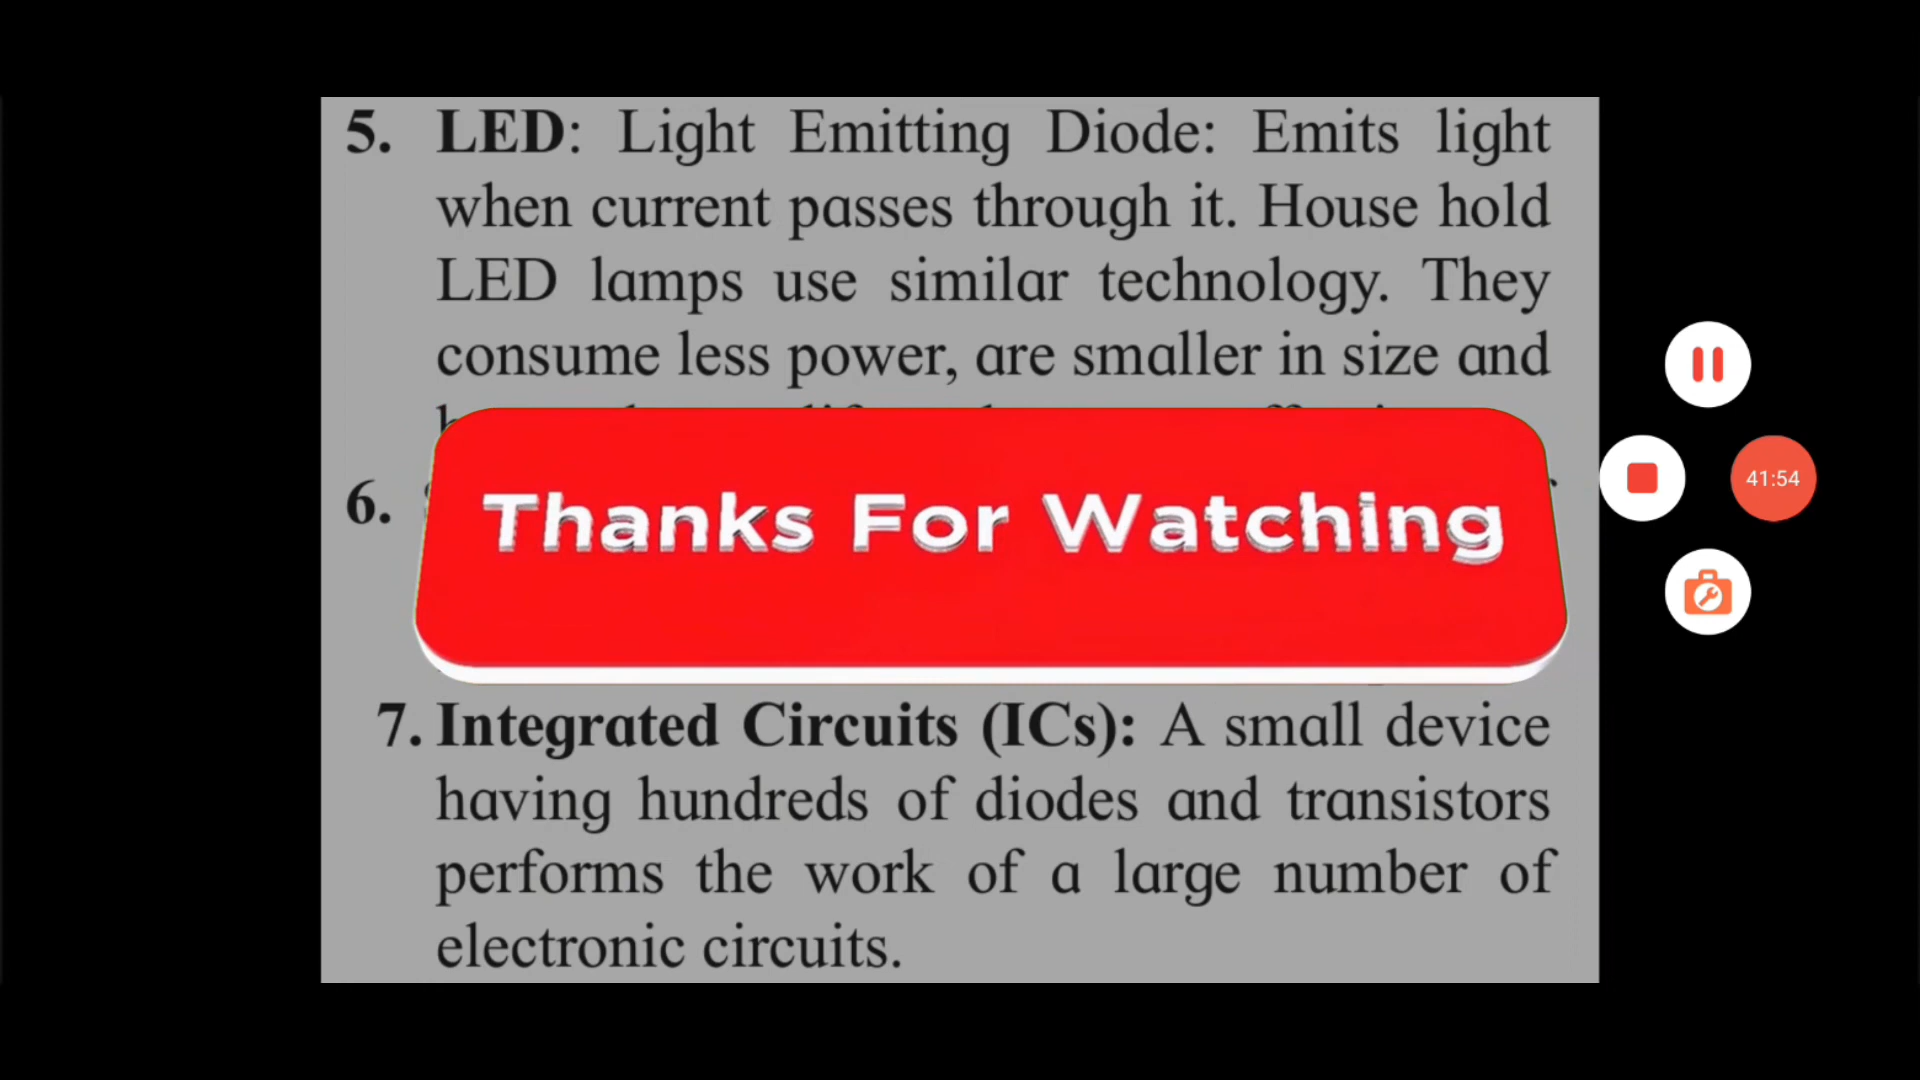 5. LED: Light Emitting Diode: Emits light
when current passes through it. House hold
LED lamps use similar technology. They
consume less power, are smaller in size and
6.
Thanks For Watching
7. Integrated Circuits (ICs): A small device
having hundreds of diodes and transistors
performs the work of a large number of
electronic circuits.
41:54